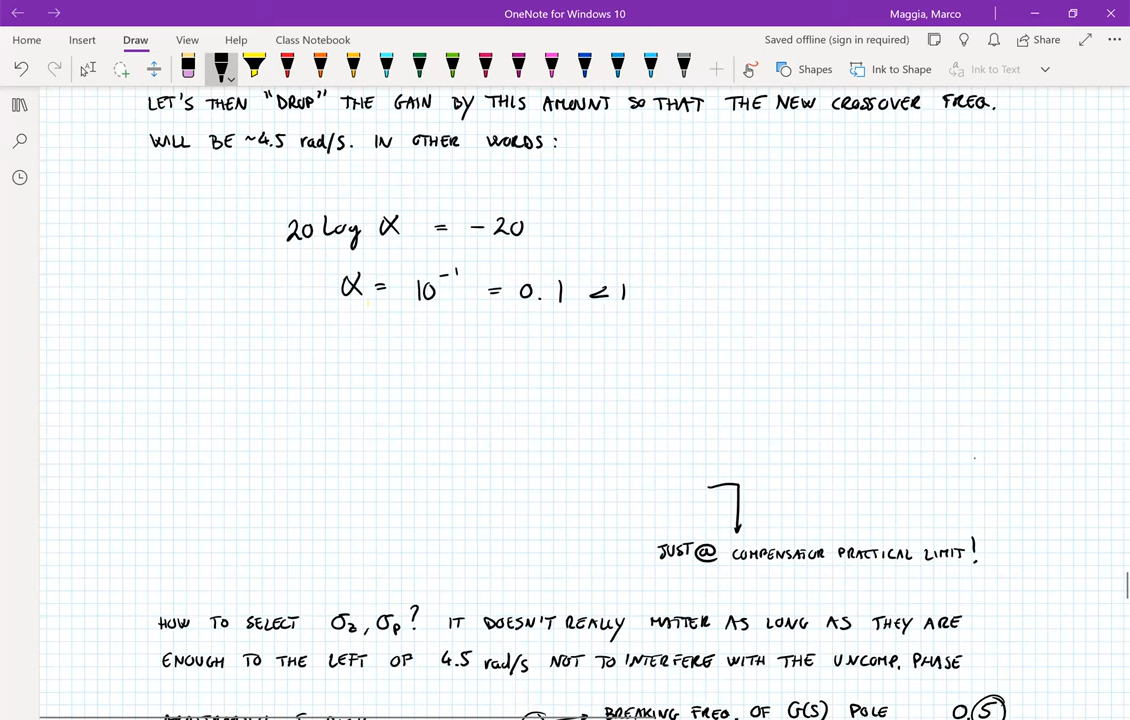 OneNote for Windows 10
Maggia, Marco
Home Insert Draw View Help Class Notebook
Saved offline (sign in required)
Share
Shapes
Ink to Shape
Ink to Text
LET'S THEN "DROP" THE GAIN BY THIS AMOUNT SO THAT THE NEW CROSSOVER FREQ.
WILL BE ~4.5 rad/s. IN OTHER WORDS:
20 Log α = -20
α = 10⁻¹ = 0.1 < 1
JUST @ COMPENSATOR PRACTICAL LIMIT!
HOW TO SELECT σz, σp? IT DOESN'T REALLY MATTER AS LONG AS THEY ARE
ENOUGH TO THE LEFT OF 4.5 rad/s NOT TO INTERFERE WITH THE UNCOMP. PHASE
BREAKING FREQ. OF G(S) POLE 0.5